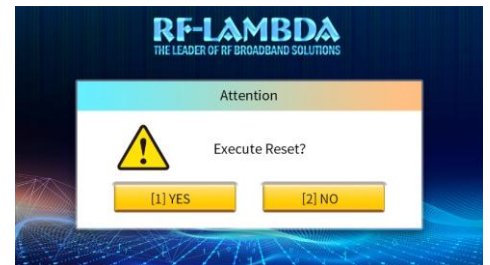 RF-LAMBDA
THE LEADER OF RF BROADBAND SOLUTIONS
Attention
Execute Reset?
[1] YES
[2] NO